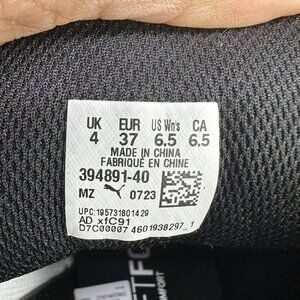 UK EUR US Wn's CA
4 37 6.5 6.5
MADE IN CHINA
FABRIQUÉ EN CHINE
394891-40
MZ 0723
UPC:195731801429
AD xfC91
D7C00007 4601938297_1